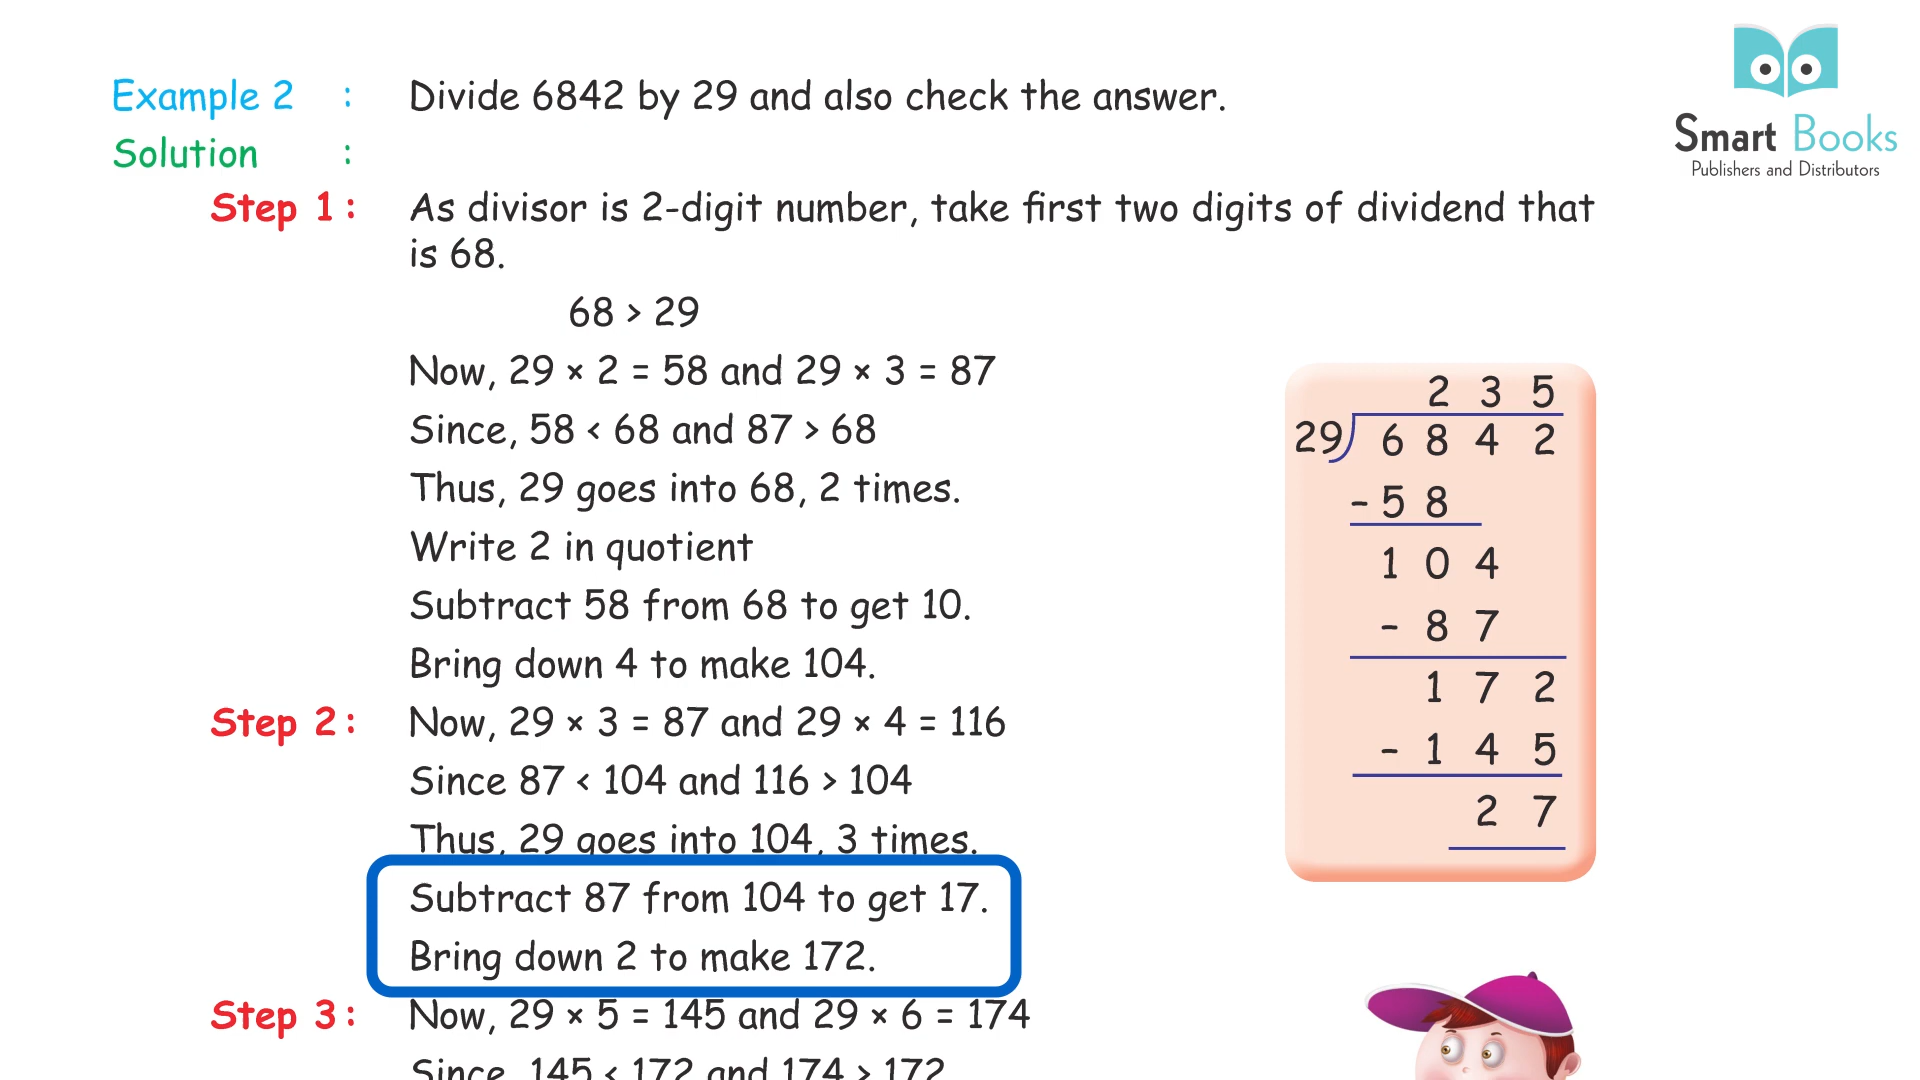 Smart Books
Publishers and Distributors
Example 2 : Divide 6842 by 29 and also check the answer.
Solution :
Step 1 : As divisor is 2-digit number, take first two digits of dividend that
is 68.
68 > 29
Now, 29 × 2 = 58 and 29 × 3 = 87
Since, 58 < 68 and 87 > 68
Thus, 29 goes into 68, 2 times.
Write 2 in quotient
Subtract 58 from 68 to get 10.
Bring down 4 to make 104.
Step 2 : Now, 29 × 3 = 87 and 29 × 4 = 116
Since 87 < 104 and 116 > 104
Thus, 29 goes into 104, 3 times.
Subtract 87 from 104 to get 17.
Bring down 2 to make 172.
Step 3 : Now, 29 × 5 = 145 and 29 × 6 = 174
Since, 145 < 172 and 174 > 172
2 3 5
29) 6 8 4 2
- 5 8
1 0 4
- 8 7
1 7 2
- 1 4 5
2 7